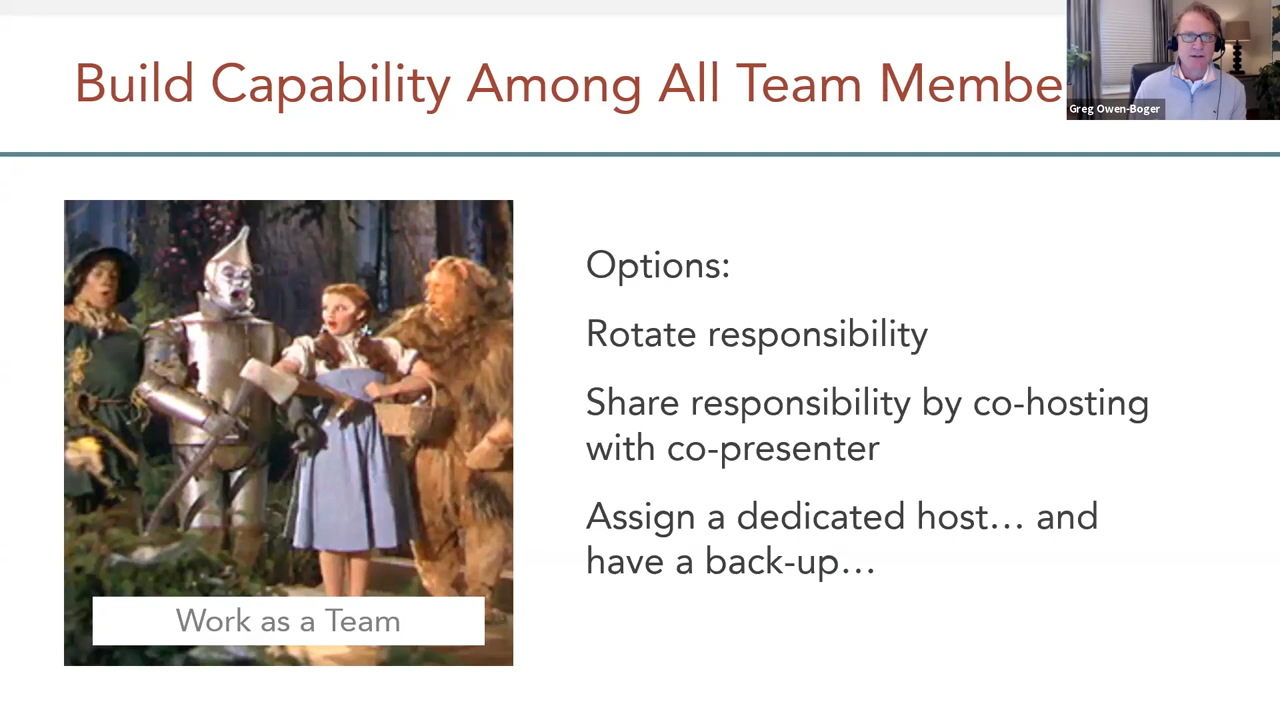 Build Capability Among All Team Membe
Greg Owen-Boger
Options:
Rotate responsibility
Share responsibility by co-hosting
with co-presenter
Assign a dedicated host… and
have a back-up…
Work as a Team